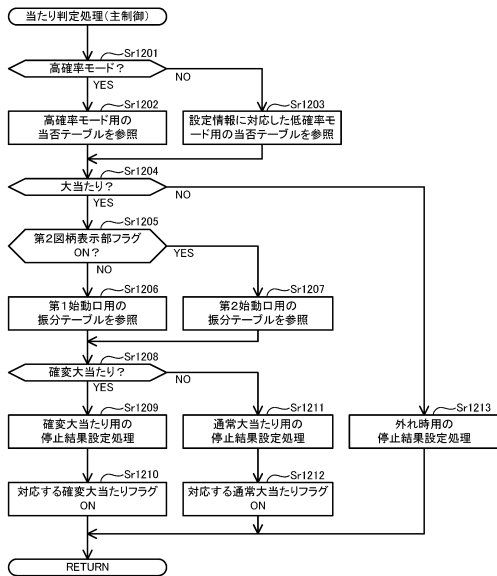 当たり判定処理(主制御)
Sr1201
高確率モード?
YES
NO
Sr1202
高確率モード用の
当否テーブルを参照
Sr1203
設定情報に対応した低確率モ
ード用の当否テーブルを参照
Sr1204
大当たり?
YES
NO
Sr1205
第2図柄表示部フラグ
ON?
NO
YES
Sr1206
第1始動口用の
振分テーブルを参照
Sr1207
第2始動口用の
振分テーブルを参照
Sr1208
確変大当たり?
YES
NO
Sr1209
確変大当たり用の
停止結果設定処理
Sr1211
通常大当たり用の
停止結果設定処理
Sr1213
外れ時用の
停止結果設定処理
Sr1210
対応する確変大当たりフラグ
ON
Sr1212
対応する通常大当たりフラグ
ON
RETURN